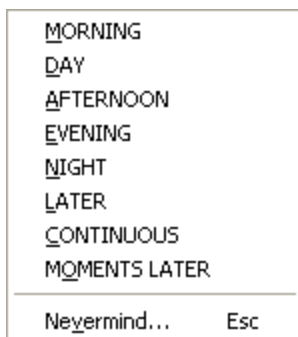 MORNING
DAY
AFTERNOON
EVENING
NIGHT
LATER
CONTINUOUS
MOMENTS LATER
Nevermind... Esc